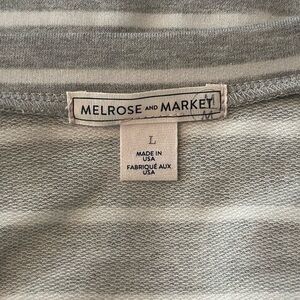 MELROSE AND MARKET
L
MADE IN
USA
FABRIQUÉ AUX
USA